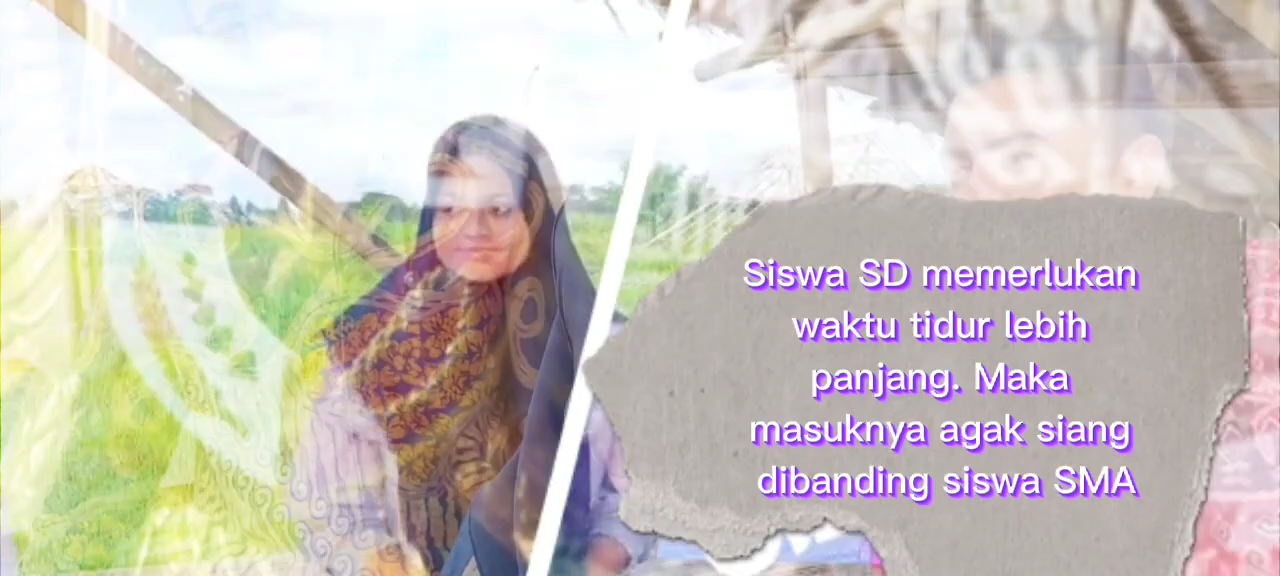 Siswa SD memerlukan
waktu tidur lebih
panjang. Maka
masuknya agak siang
dibanding siswa SMA